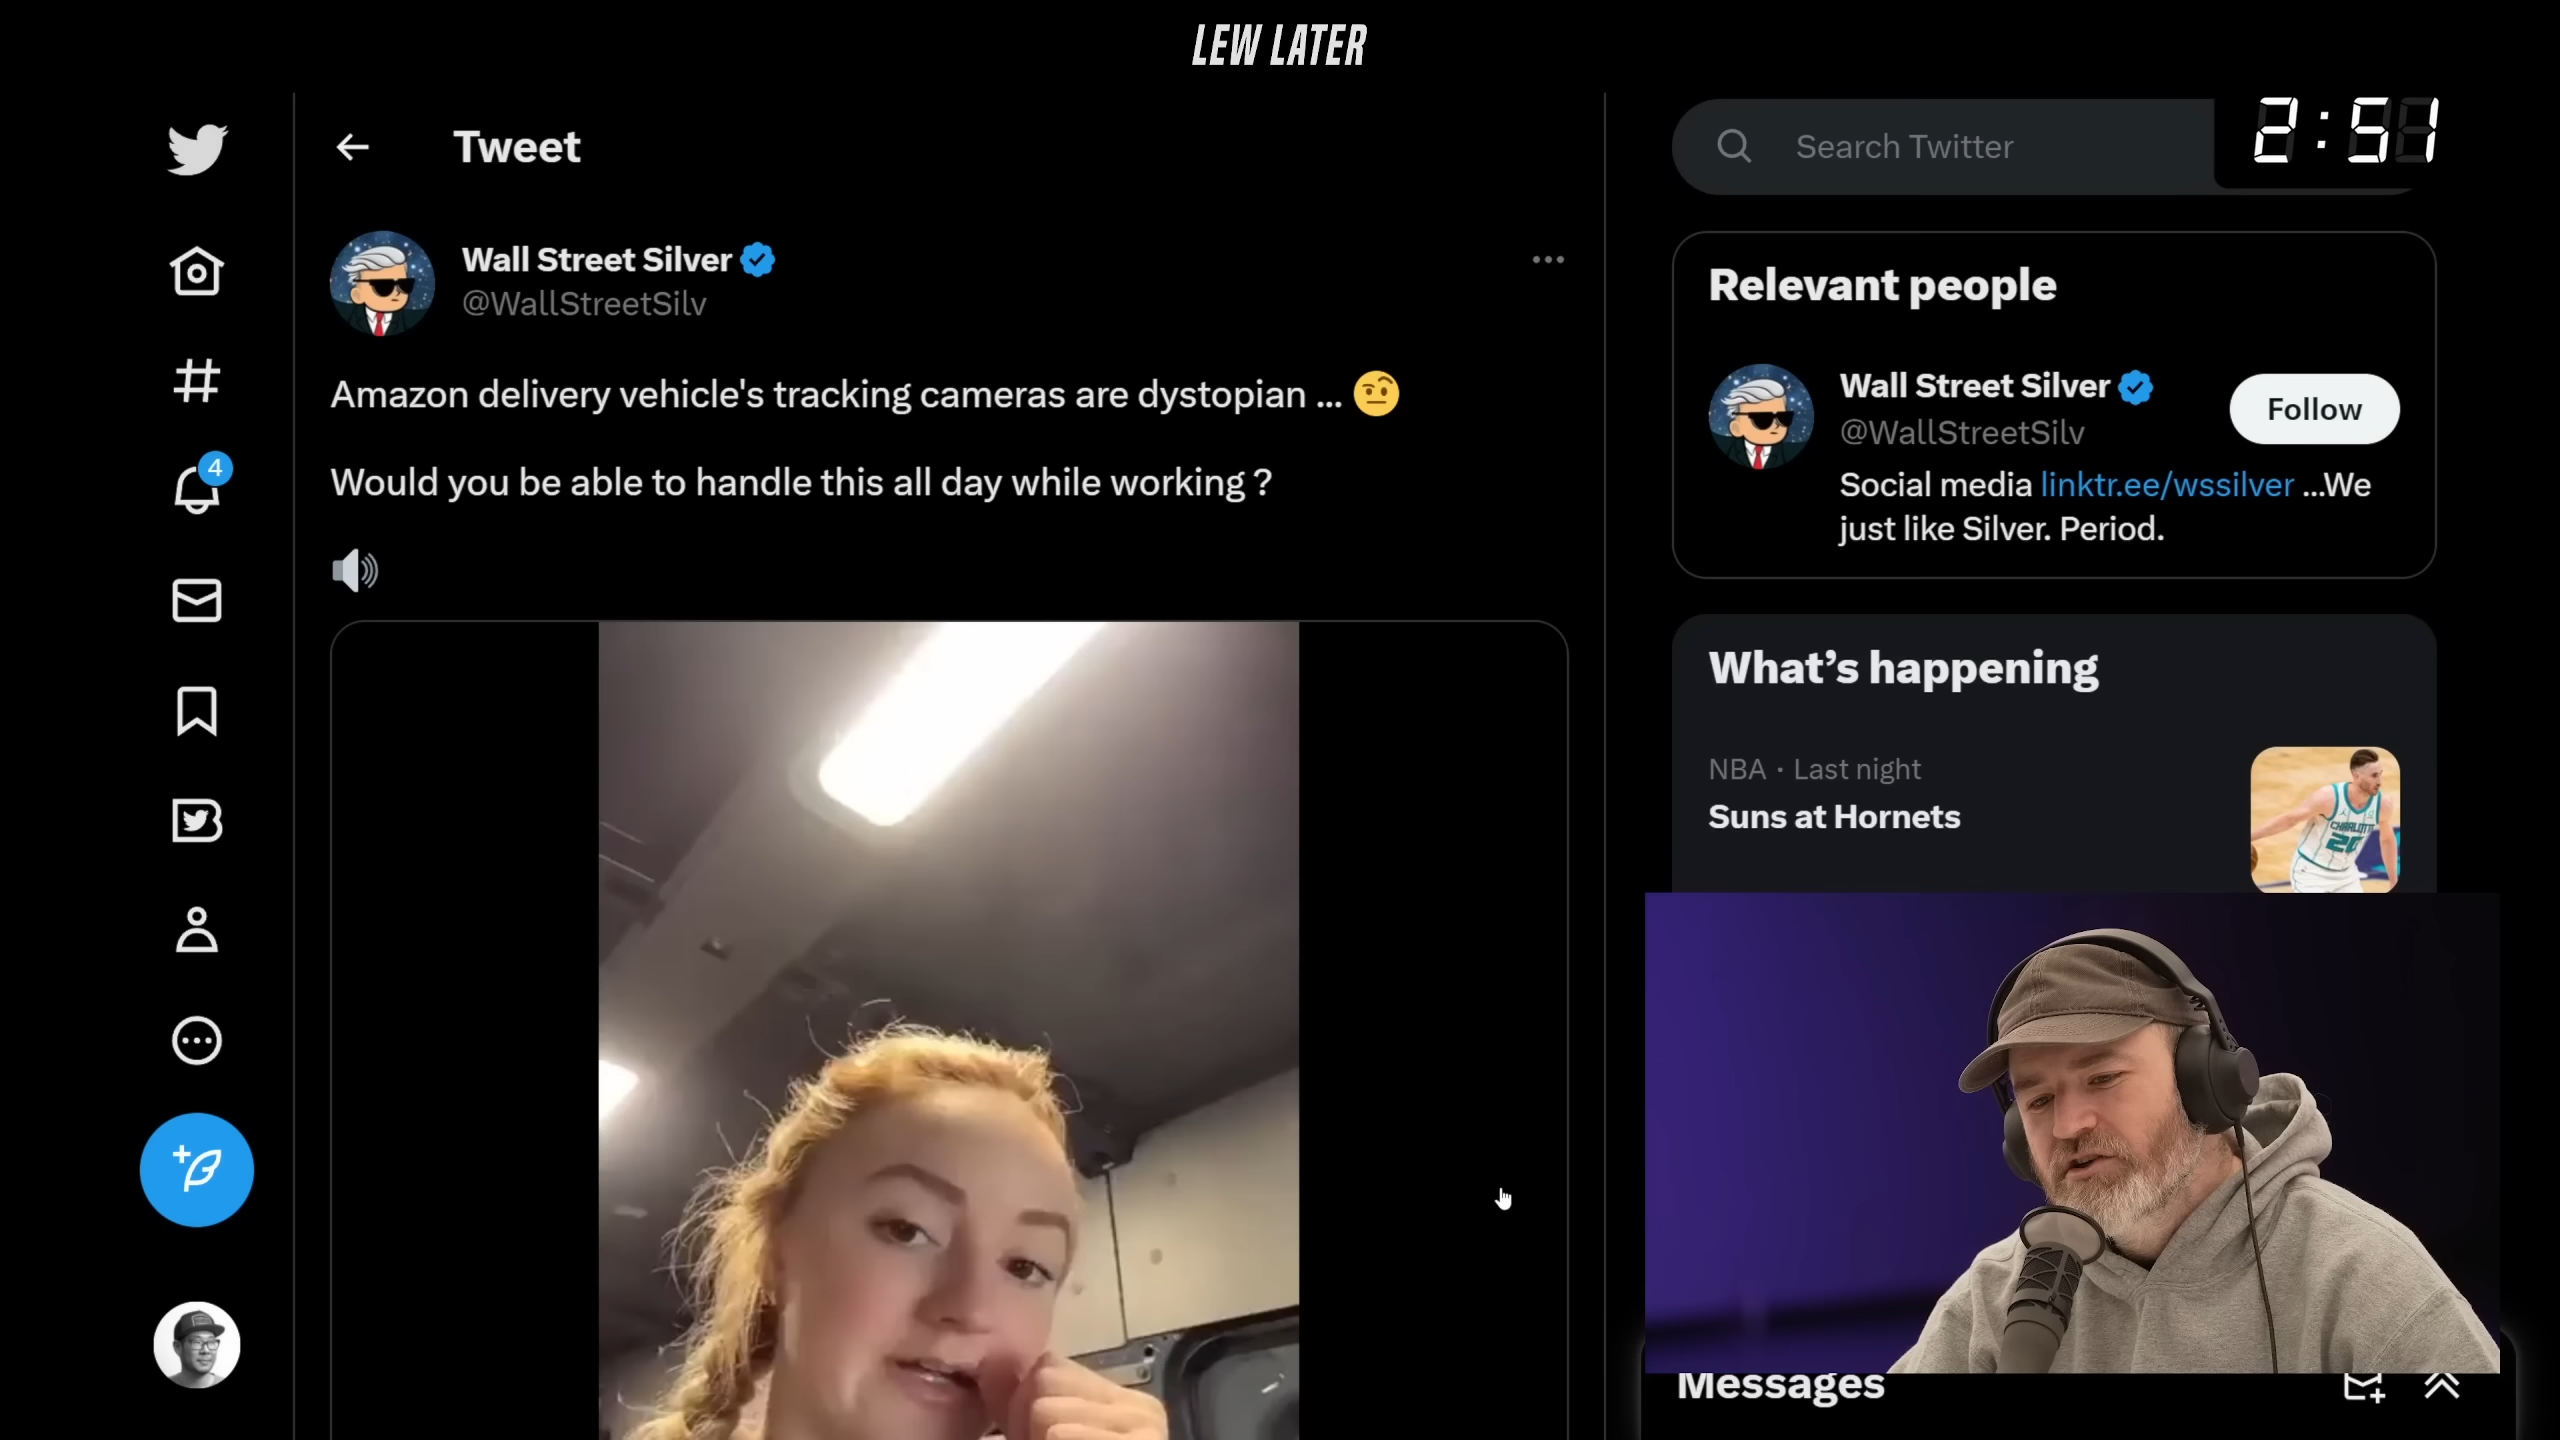 LEW LATER
2:51
Tweet
Search Twitter
Wall Street Silver
@WallStreetSilv
Amazon delivery vehicle's tracking cameras are dystopian ... 🤨
Would you be able to handle this all day while working ?
🔊
4
Relevant people
Wall Street Silver
@WallStreetSilv
Follow
Social media linktr.ee/wssilver ...We
just like Silver. Period.
What's happening
NBA · Last night
Suns at Hornets
CHARLOTTE
20
Messages